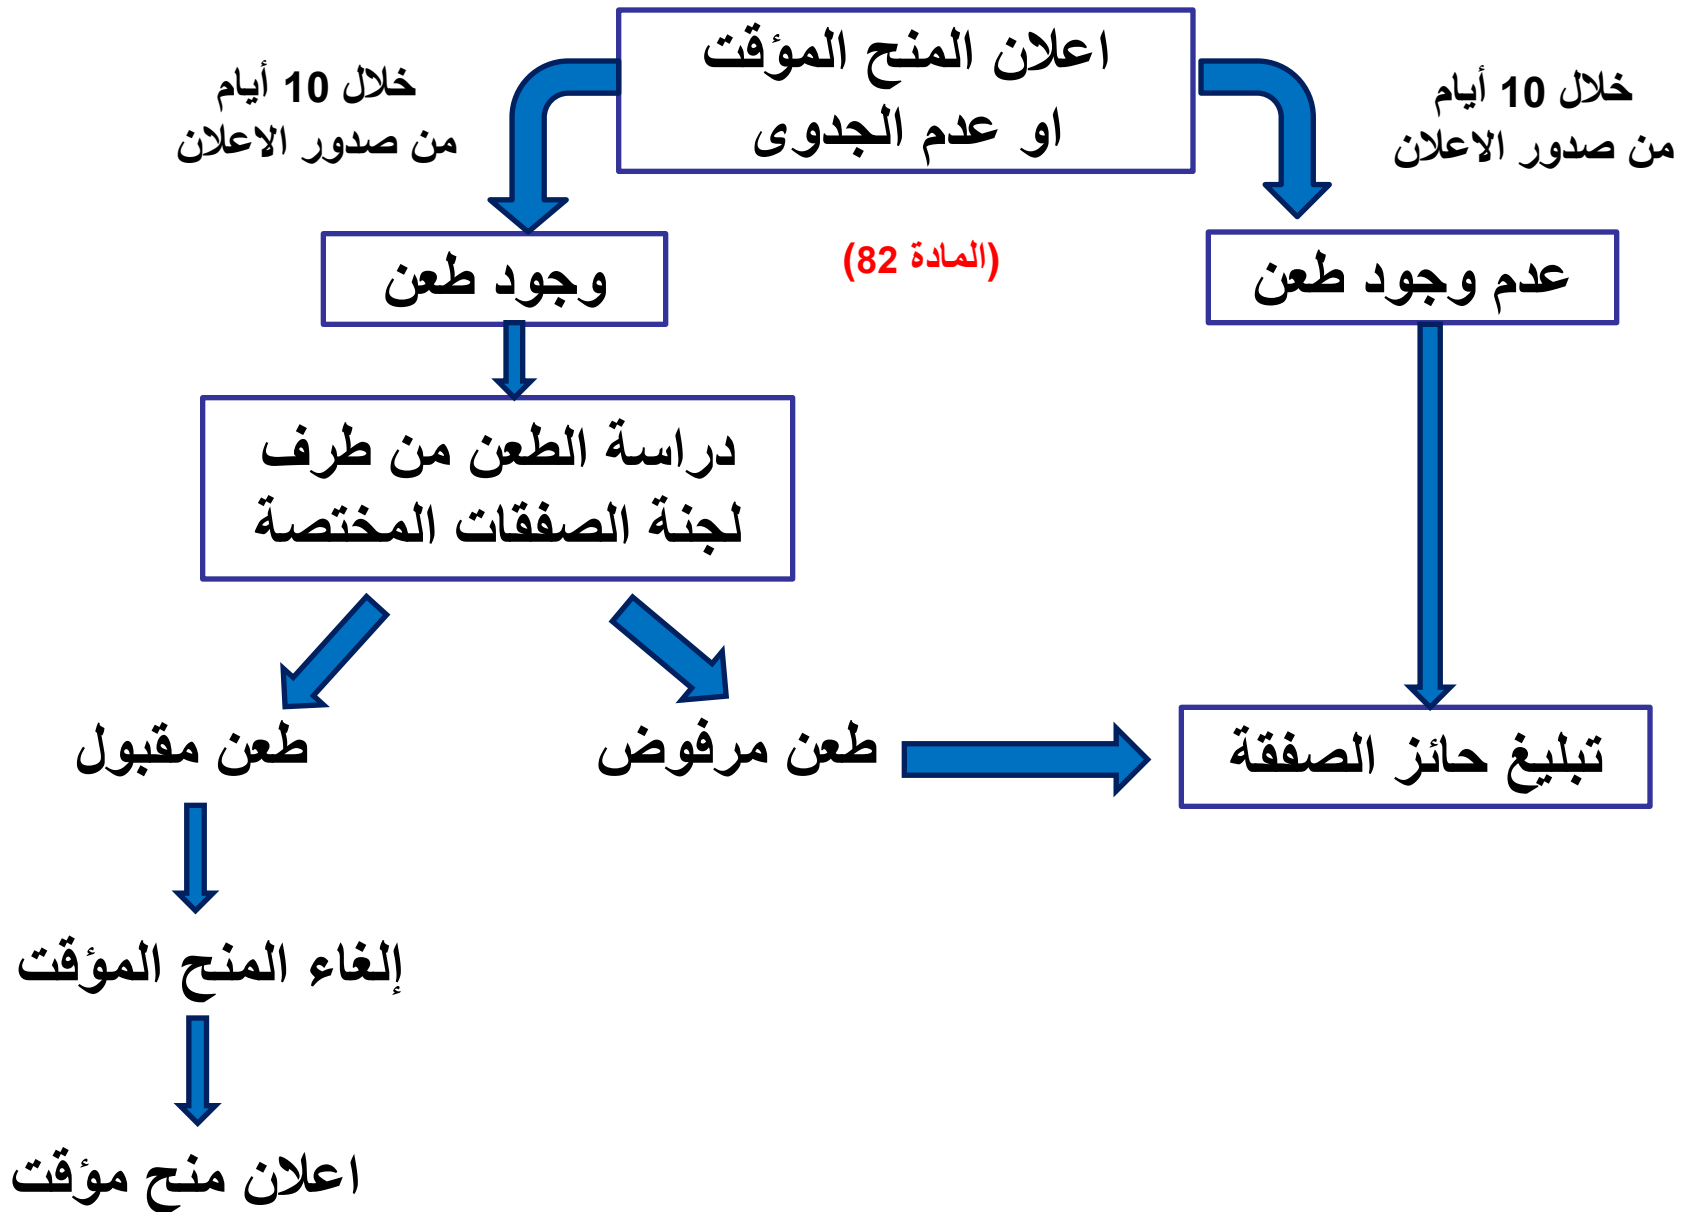 اعلان المنح المؤقت
او عدم الجدوى
خلال 10 أيام
من صدور الاعلان
خلال 10 أيام
من صدور الاعلان
(المادة 82)
عدم وجود طعن
وجود طعن
دراسة الطعن من طرف
لجنة الصفقات المختصة
تبليغ حائز الصفقة
طعن مرفوض
طعن مقبول
إلغاء المنح المؤقت
اعلان منح مؤقت